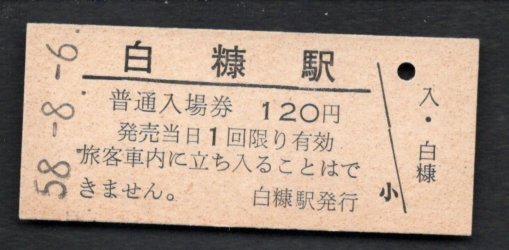 58-8-6.
白糠駅
普通入場券 120円
発売当日1回限り有効
旅客車内に立ち入ることはで
きません。 白糠駅発行
小
入・白糠